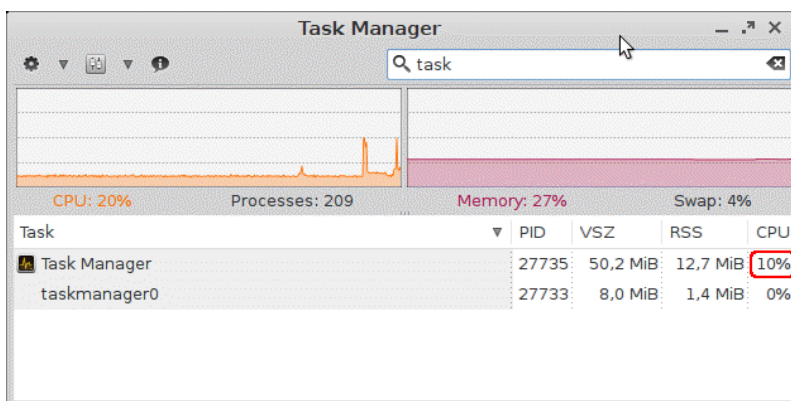 Task Manager
task
CPU: 20% Processes: 209 Memory: 27% Swap: 4%
Task PID VSZ RSS CPU
Task Manager 27735 50,2 MiB 12,7 MiB 10%
taskmanager0 27733 8,0 MiB 1,4 MiB 0%